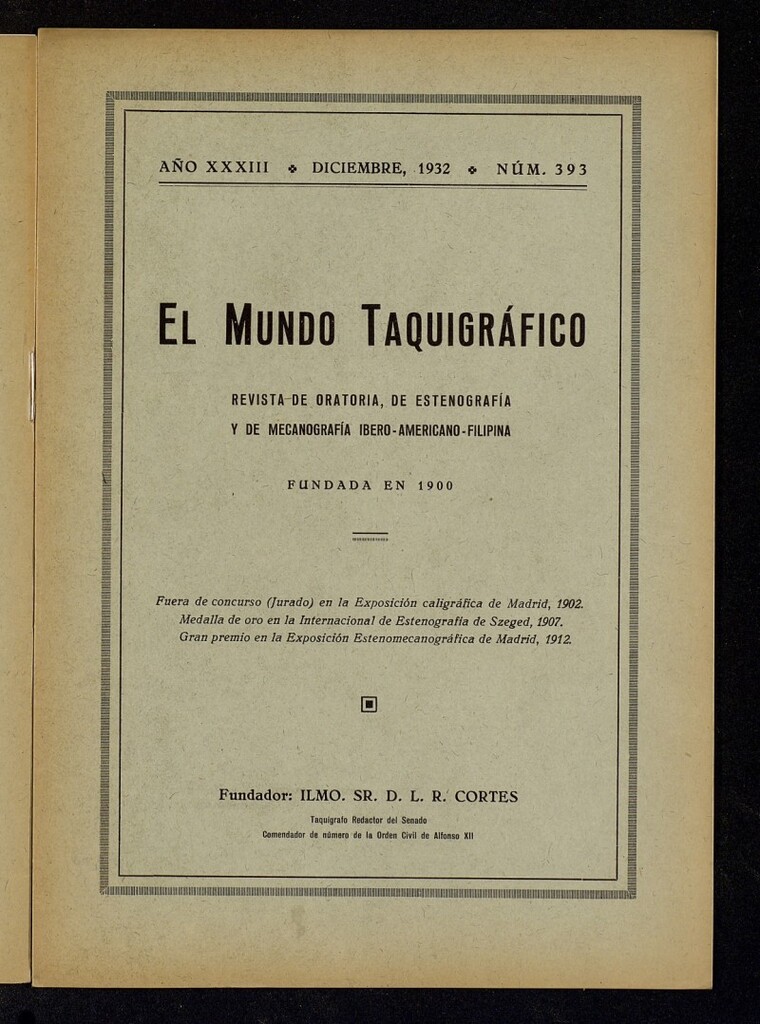 AÑO XXXIII ❖ DICIEMBRE, 1932 ❖ NÚM. 393
EL MUNDO TAQUIGRÁFICO
REVISTA DE ORATORIA, DE ESTENOGRAFÍA
Y DE MECANOGRAFÍA IBERO-AMERICANO-FILIPINA
FUNDADA EN 1900
Fuera de concurso (Jurado) en la Exposición caligráfica de Madrid, 1902.
Medalla de oro en la Internacional de Estenografía de Szeged, 1907.
Gran premio en la Exposición Estenomecanográfica de Madrid, 1912.
Fundador: ILMO. SR. D. L. R. CORTES
Taquígrafo Redactor del Senado
Comendador de número de la Orden Civil de Alfonso XII